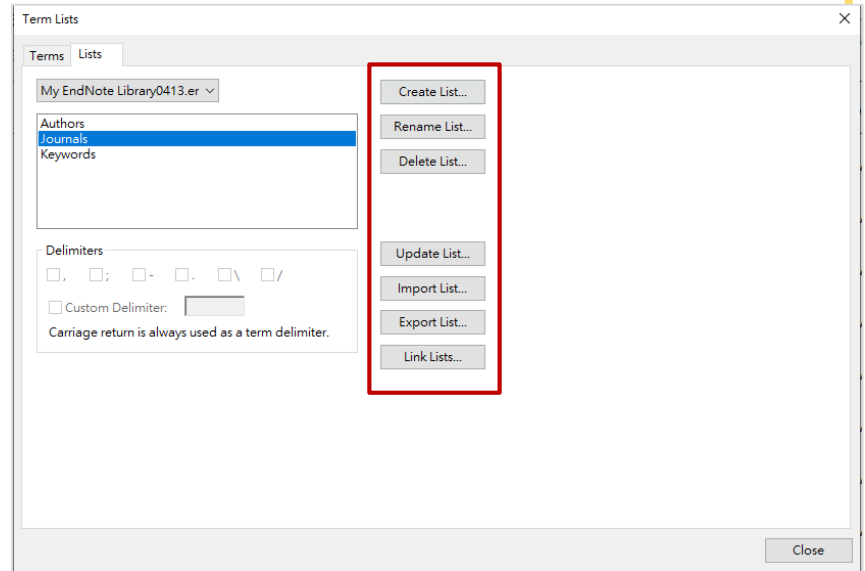 Term Lists
Terms Lists
My EndNote Library0413.er
Authors
Journals
Keywords
Create List...
Rename List...
Delete List...
Update List...
Import List...
Export List...
Link Lists...
Delimiters
, ; - . \ /
Custom Delimiter:
Carriage return is always used as a term delimiter.
Close